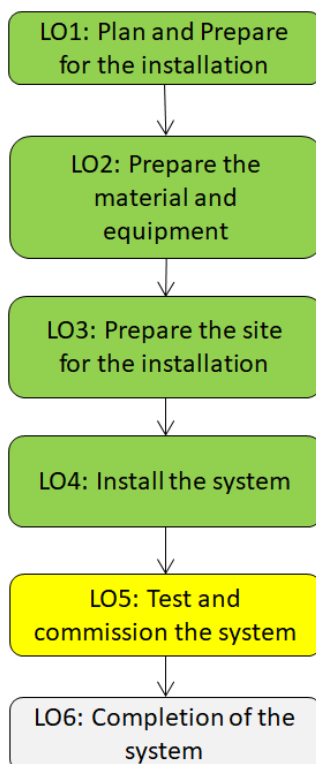 LO1: Plan and Prepare
for the installation
LO2: Prepare the
material and
equipment
LO3: Prepare the site
for the installation
LO4: Install the system
LO5: Test and
commission the system
LO6: Completion of the
system